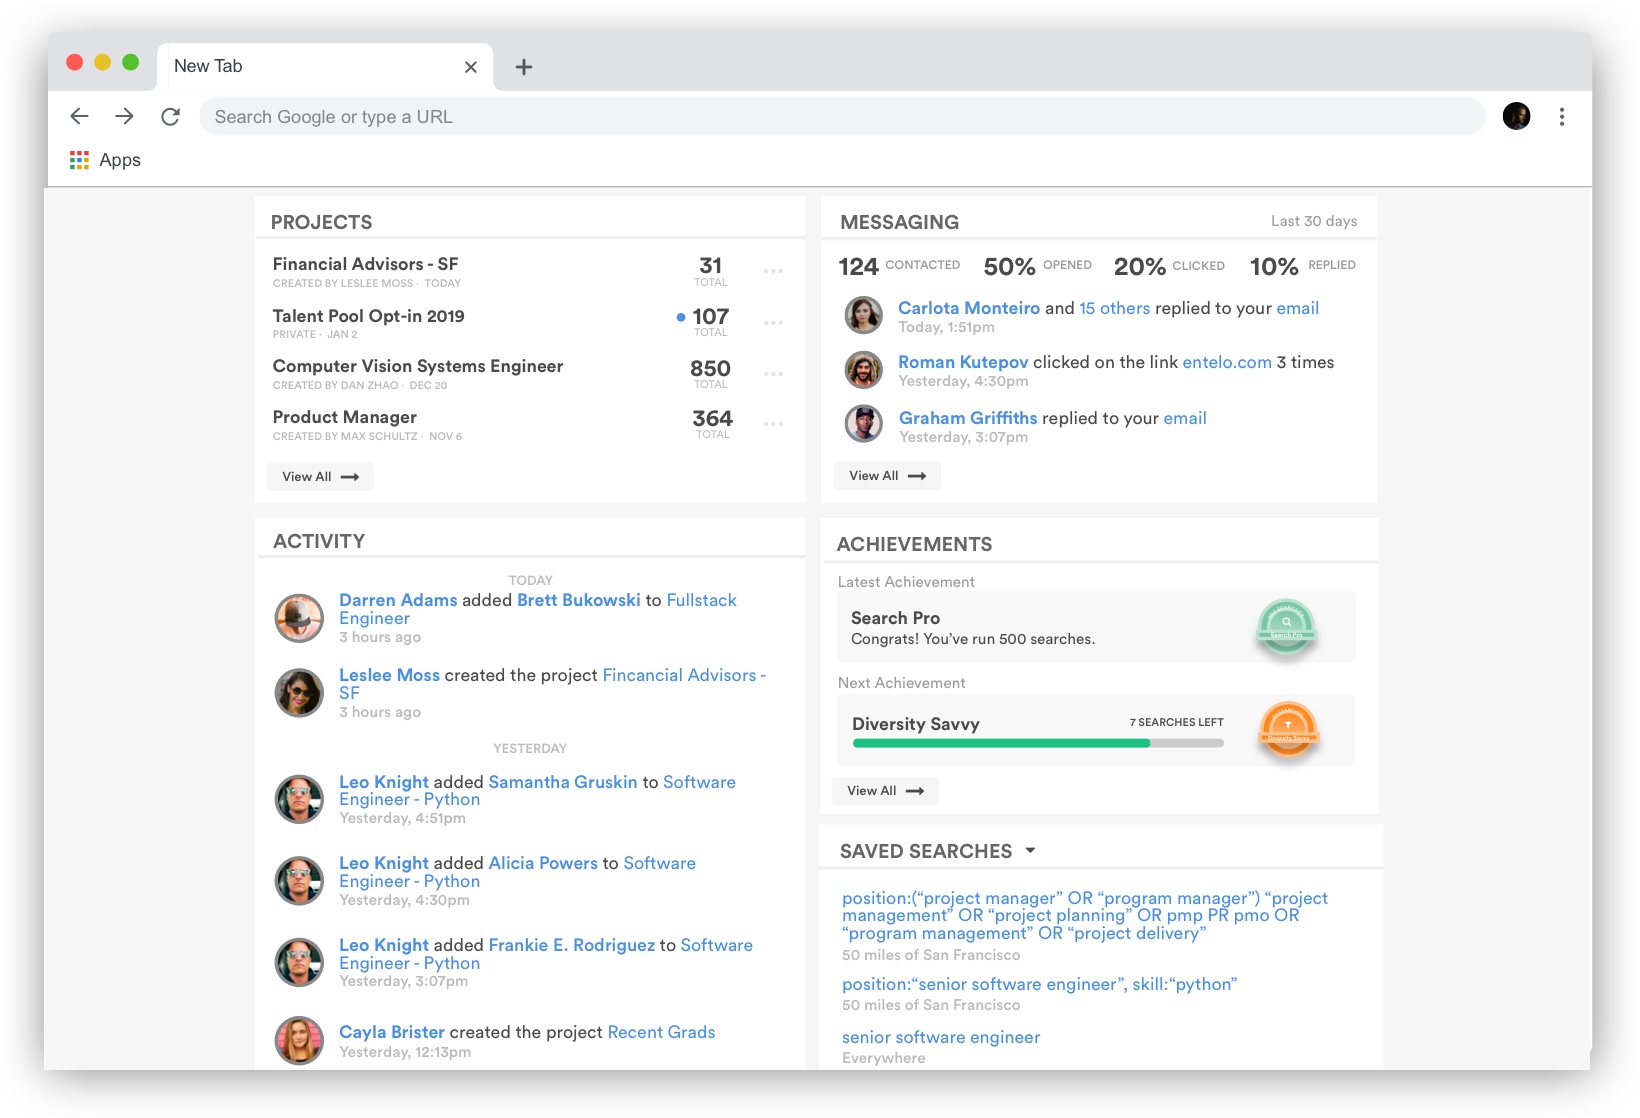 New Tab
Search Google or type a URL
Apps
PROJECTS
Financial Advisors - SF
CREATED BY LESLEE MOSS · TODAY
31
TOTAL
Talent Pool Opt-in 2019
PRIVATE · JAN 2
107
TOTAL
Computer Vision Systems Engineer
CREATED BY DAN ZHAO · DEC 20
850
TOTAL
Product Manager
CREATED BY MAX SCHULTZ · NOV 6
364
TOTAL
View All
MESSAGING
Last 30 days
124 CONTACTED 50% OPENED 20% CLICKED 10% REPLIED
Carlota Monteiro and 15 others replied to your email
Today, 1:51pm
Roman Kutepov clicked on the link entelo.com 3 times
Yesterday, 4:30pm
Graham Griffiths replied to your email
Yesterday, 3:07pm
View All
ACTIVITY
TODAY
Darren Adams added Brett Bukowski to Fullstack
Engineer
3 hours ago
Leslee Moss created the project Fincancial Advisors -
SF
3 hours ago
YESTERDAY
Leo Knight added Samantha Gruskin to Software
Engineer - Python
Yesterday, 4:51pm
Leo Knight added Alicia Powers to Software
Engineer - Python
Yesterday, 4:30pm
Leo Knight added Frankie E. Rodriguez to Software
Engineer - Python
Yesterday, 3:07pm
Cayla Brister created the project Recent Grads
Yesterday, 12:13pm
ACHIEVEMENTS
Latest Achievement
Search Pro
Congrats! You’ve run 500 searches.
Search Pro
Next Achievement
Diversity Savvy
7 SEARCHES LEFT
Diversity Savvy
View All
SAVED SEARCHES
position:(“project manager” OR “program manager”) “project
management” OR “project planning” OR pmp PR pmo OR
“program management” OR “project delivery”
50 miles of San Francisco
position:“senior software engineer”, skill:“python”
50 miles of San Francisco
senior software engineer
Everywhere